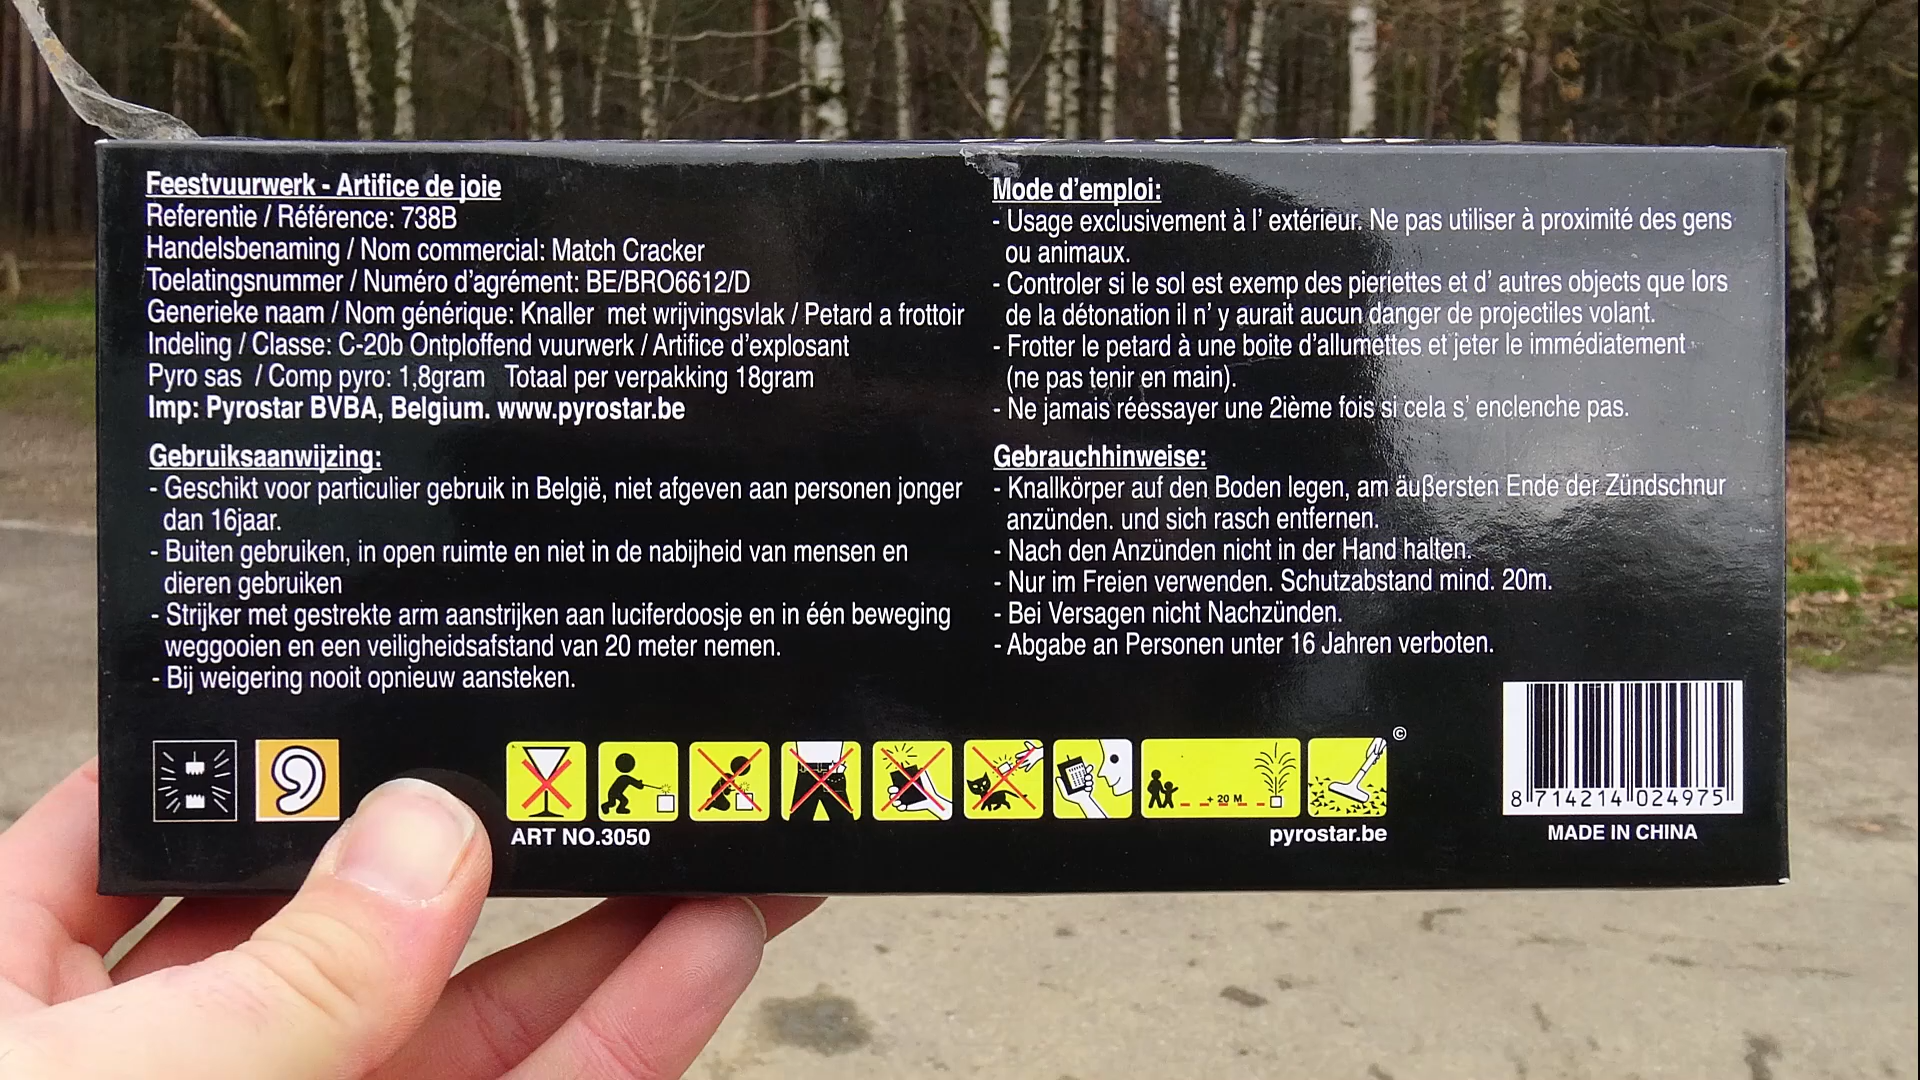 Feestvuurwerk - Artifice de joie
Referentie / Référence: 738B
Handelsbenaming / Nom commercial: Match Cracker
Toelatingsnummer / Numéro d'agrément: BE/BRO6612/D
Generieke naam / Nom générique: Knaller met wrijvingsvlak / Petard a frottoir
Indeling / Classe: C-20b Ontploffend vuurwerk / Artifice d'explosant
Pyro sas / Comp pyro: 1,8gram Totaal per verpakking 18gram
Imp: Pyrostar BVBA, Belgium. www.pyrostar.be
Gebruiksaanwijzing:
- Geschikt voor particulier gebruik in België, niet afgeven aan personen jonger
dan 16jaar.
- Buiten gebruiken, in open ruimte en niet in de nabijheid van mensen en
dieren gebruiken
- Strijker met gestrekte arm aanstrijken aan luciferdoosje en in één beweging
weggooien en een veiligheidsafstand van 20 meter nemen.
- Bij weigering nooit opnieuw aansteken.
Mode d'emploi:
- Usage exclusivement à l' extérieur. Ne pas utiliser à proximité des gens
ou animaux.
- Controler si le sol est exemp des pieriettes et d' autres objects que lors
de la détonation il n' y aurait aucun danger de projectiles volant.
- Frotter le petard à une boite d'allumettes et jeter le immédiatement
(ne pas tenir en main).
- Ne jamais réessayer une 2ième fois si cela s' enclenche pas.
Gebrauchhinweise:
- Knallkörper auf den Boden legen, am äußersten Ende der Zündschnur
anzünden. und sich rasch entfernen.
- Nach den Anzünden nicht in der Hand halten.
- Nur im Freien verwenden. Schutzabstand mind. 20m.
- Bei Versagen nicht Nachzünden.
- Abgabe an Personen unter 16 Jahren verboten.
+ 20 M
©
ART NO.3050
pyrostar.be
8 714214 024975
MADE IN CHINA